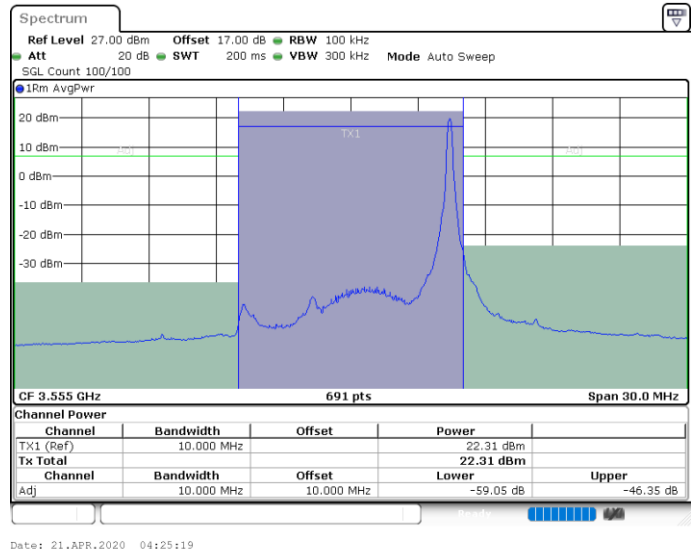 Spectrum
Ref Level 27.00 dBm Offset 17.00 dB RBW 100 kHz
Att 20 dB SWT 200 ms VBW 300 kHz Mode Auto Sweep
SGL Count 100/100
1Rm AvgPwr
20 dBm
TX1
10 dBm
Adj Adj
0 dBm
-10 dBm
-20 dBm
-30 dBm
CF 3.555 GHz 691 pts Span 30.0 MHz
Channel Power
Channel Bandwidth Offset Power
TX1 (Ref) 10.000 MHz 22.31 dBm
Tx Total 22.31 dBm
Channel Bandwidth Offset Lower Upper
Adj 10.000 MHz 10.000 MHz -59.05 dB -46.35 dB
Ready
Date: 21.APR.2020 04:25:19